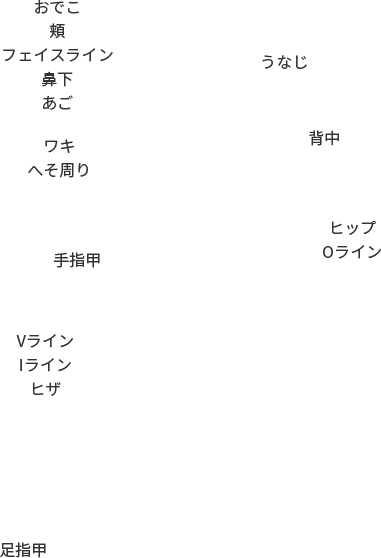 おでこ
頬
フェイスライン
鼻下
あご
うなじ
ワキ
へそ周り
背中
ヒップ
Oライン
手指甲
Vライン
Iライン
ヒザ
足指甲